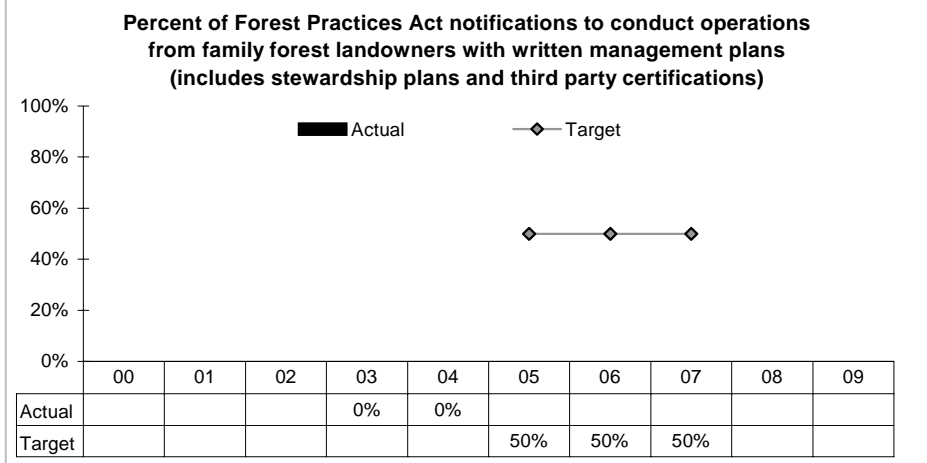 Percent of Forest Practices Act notifications to conduct operations
from family forest landowners with written management plans
(includes stewardship plans and third party certifications)
100%
Actual Target
80%
60%
40%
20%
0%
00 01 02 03 04 05 06 07 08 09
Actual 0% 0%
Target 50% 50% 50%